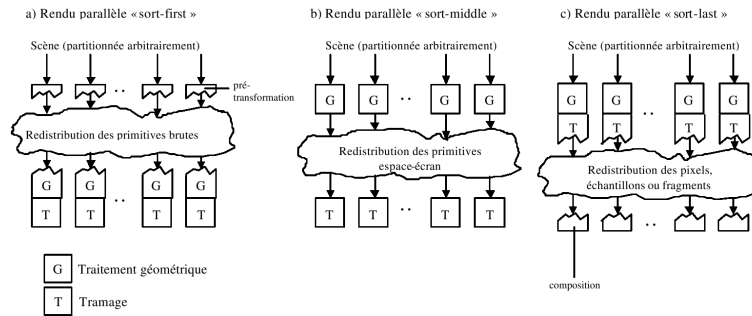 a) Rendu parallèle « sort-first »
Scène (partitionnée arbitrairement)
. .
pré-
transformation
Redistribution des primitives brutes
G G G G
. .
T T T T
b) Rendu parallèle « sort-middle »
Scène (partitionnée arbitrairement)
G G . . G G
Redistribution des primitives
espace-écran
T T . . T T
c) Rendu parallèle «sort-last »
Scène (partitionnée arbitrairement)
G G G G
. .
T T T T
Redistribution des pixels,
échantillons ou fragments
. .
composition
G Traitement géométrique
T Tramage